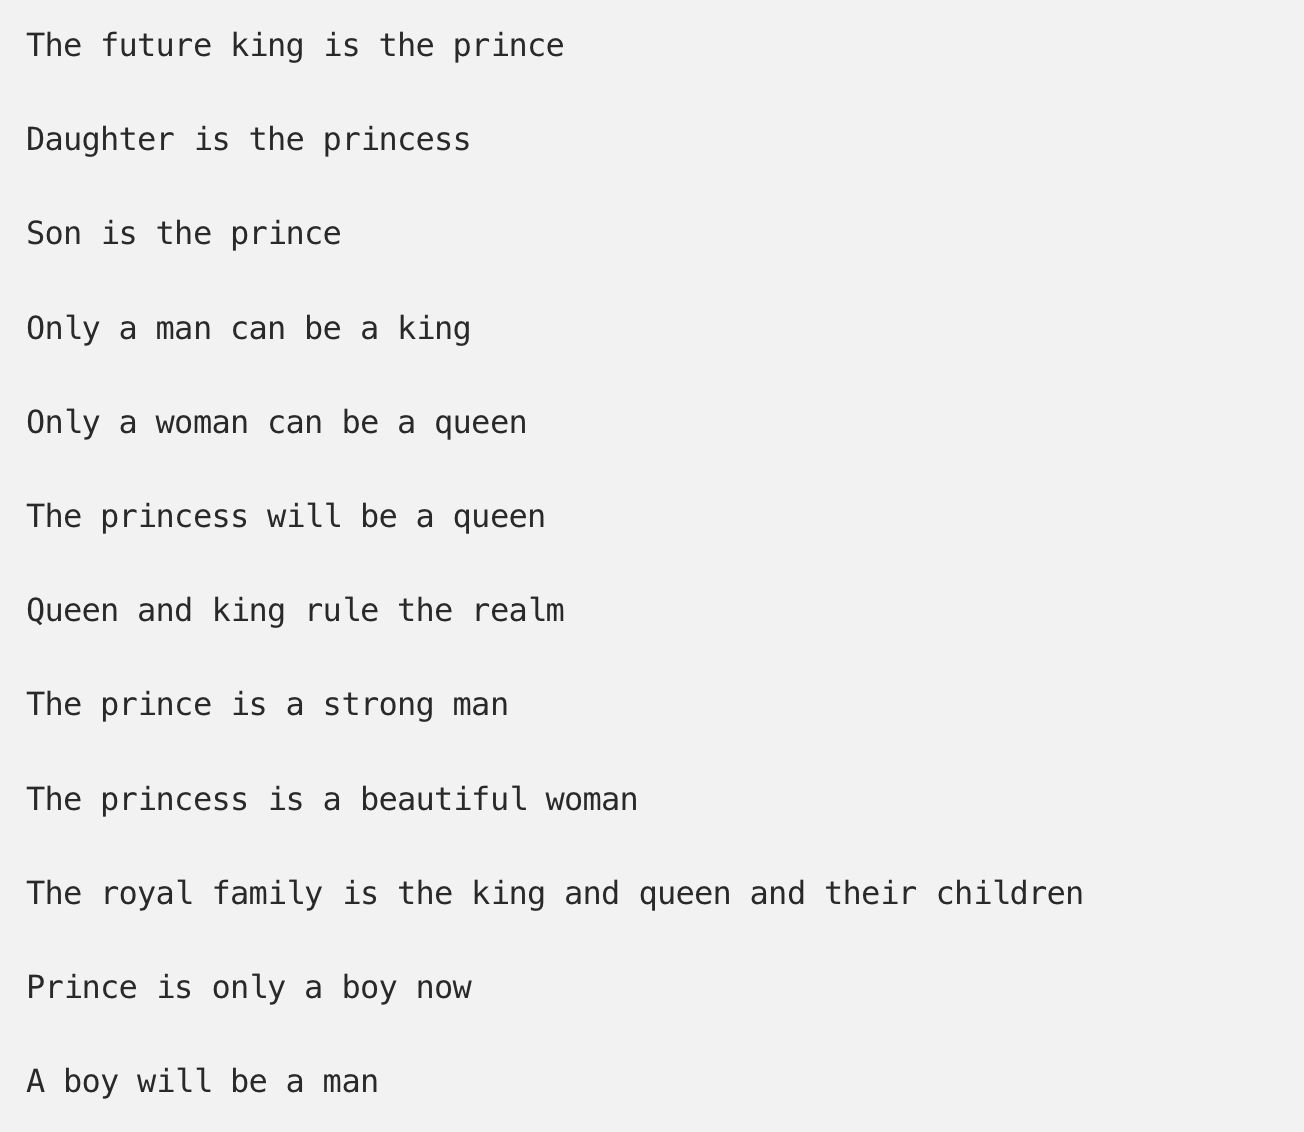 The future king is the prince
Daughter is the princess
Son is the prince
Only a man can be a king
Only a woman can be a queen
The princess will be a queen
Queen and king rule the realm
The prince is a strong man
The princess is a beautiful woman
The royal family is the king and queen and their children
Prince is only a boy now
A boy will be a man